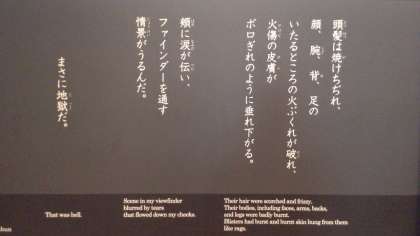 頭髪は焼けちぢれ、
顔、腕、背、足の
いたるところの火ぶくれが破れ、
火傷の皮膚が
ボロぎれのように垂れ下がる。
頬に涙が伝い、
ファインダーを通す
情景がうるんだ。
まさに地獄だ。
Their hair were scorched and frizzy.
Their bodies, including faces, arms, backs,
and legs were badly burnt.
Blisters had burst and burnt skin hung from them
like rags.
Scene in my viewfinder
blurred by tears
that flowed down my cheeks.
That was hell.